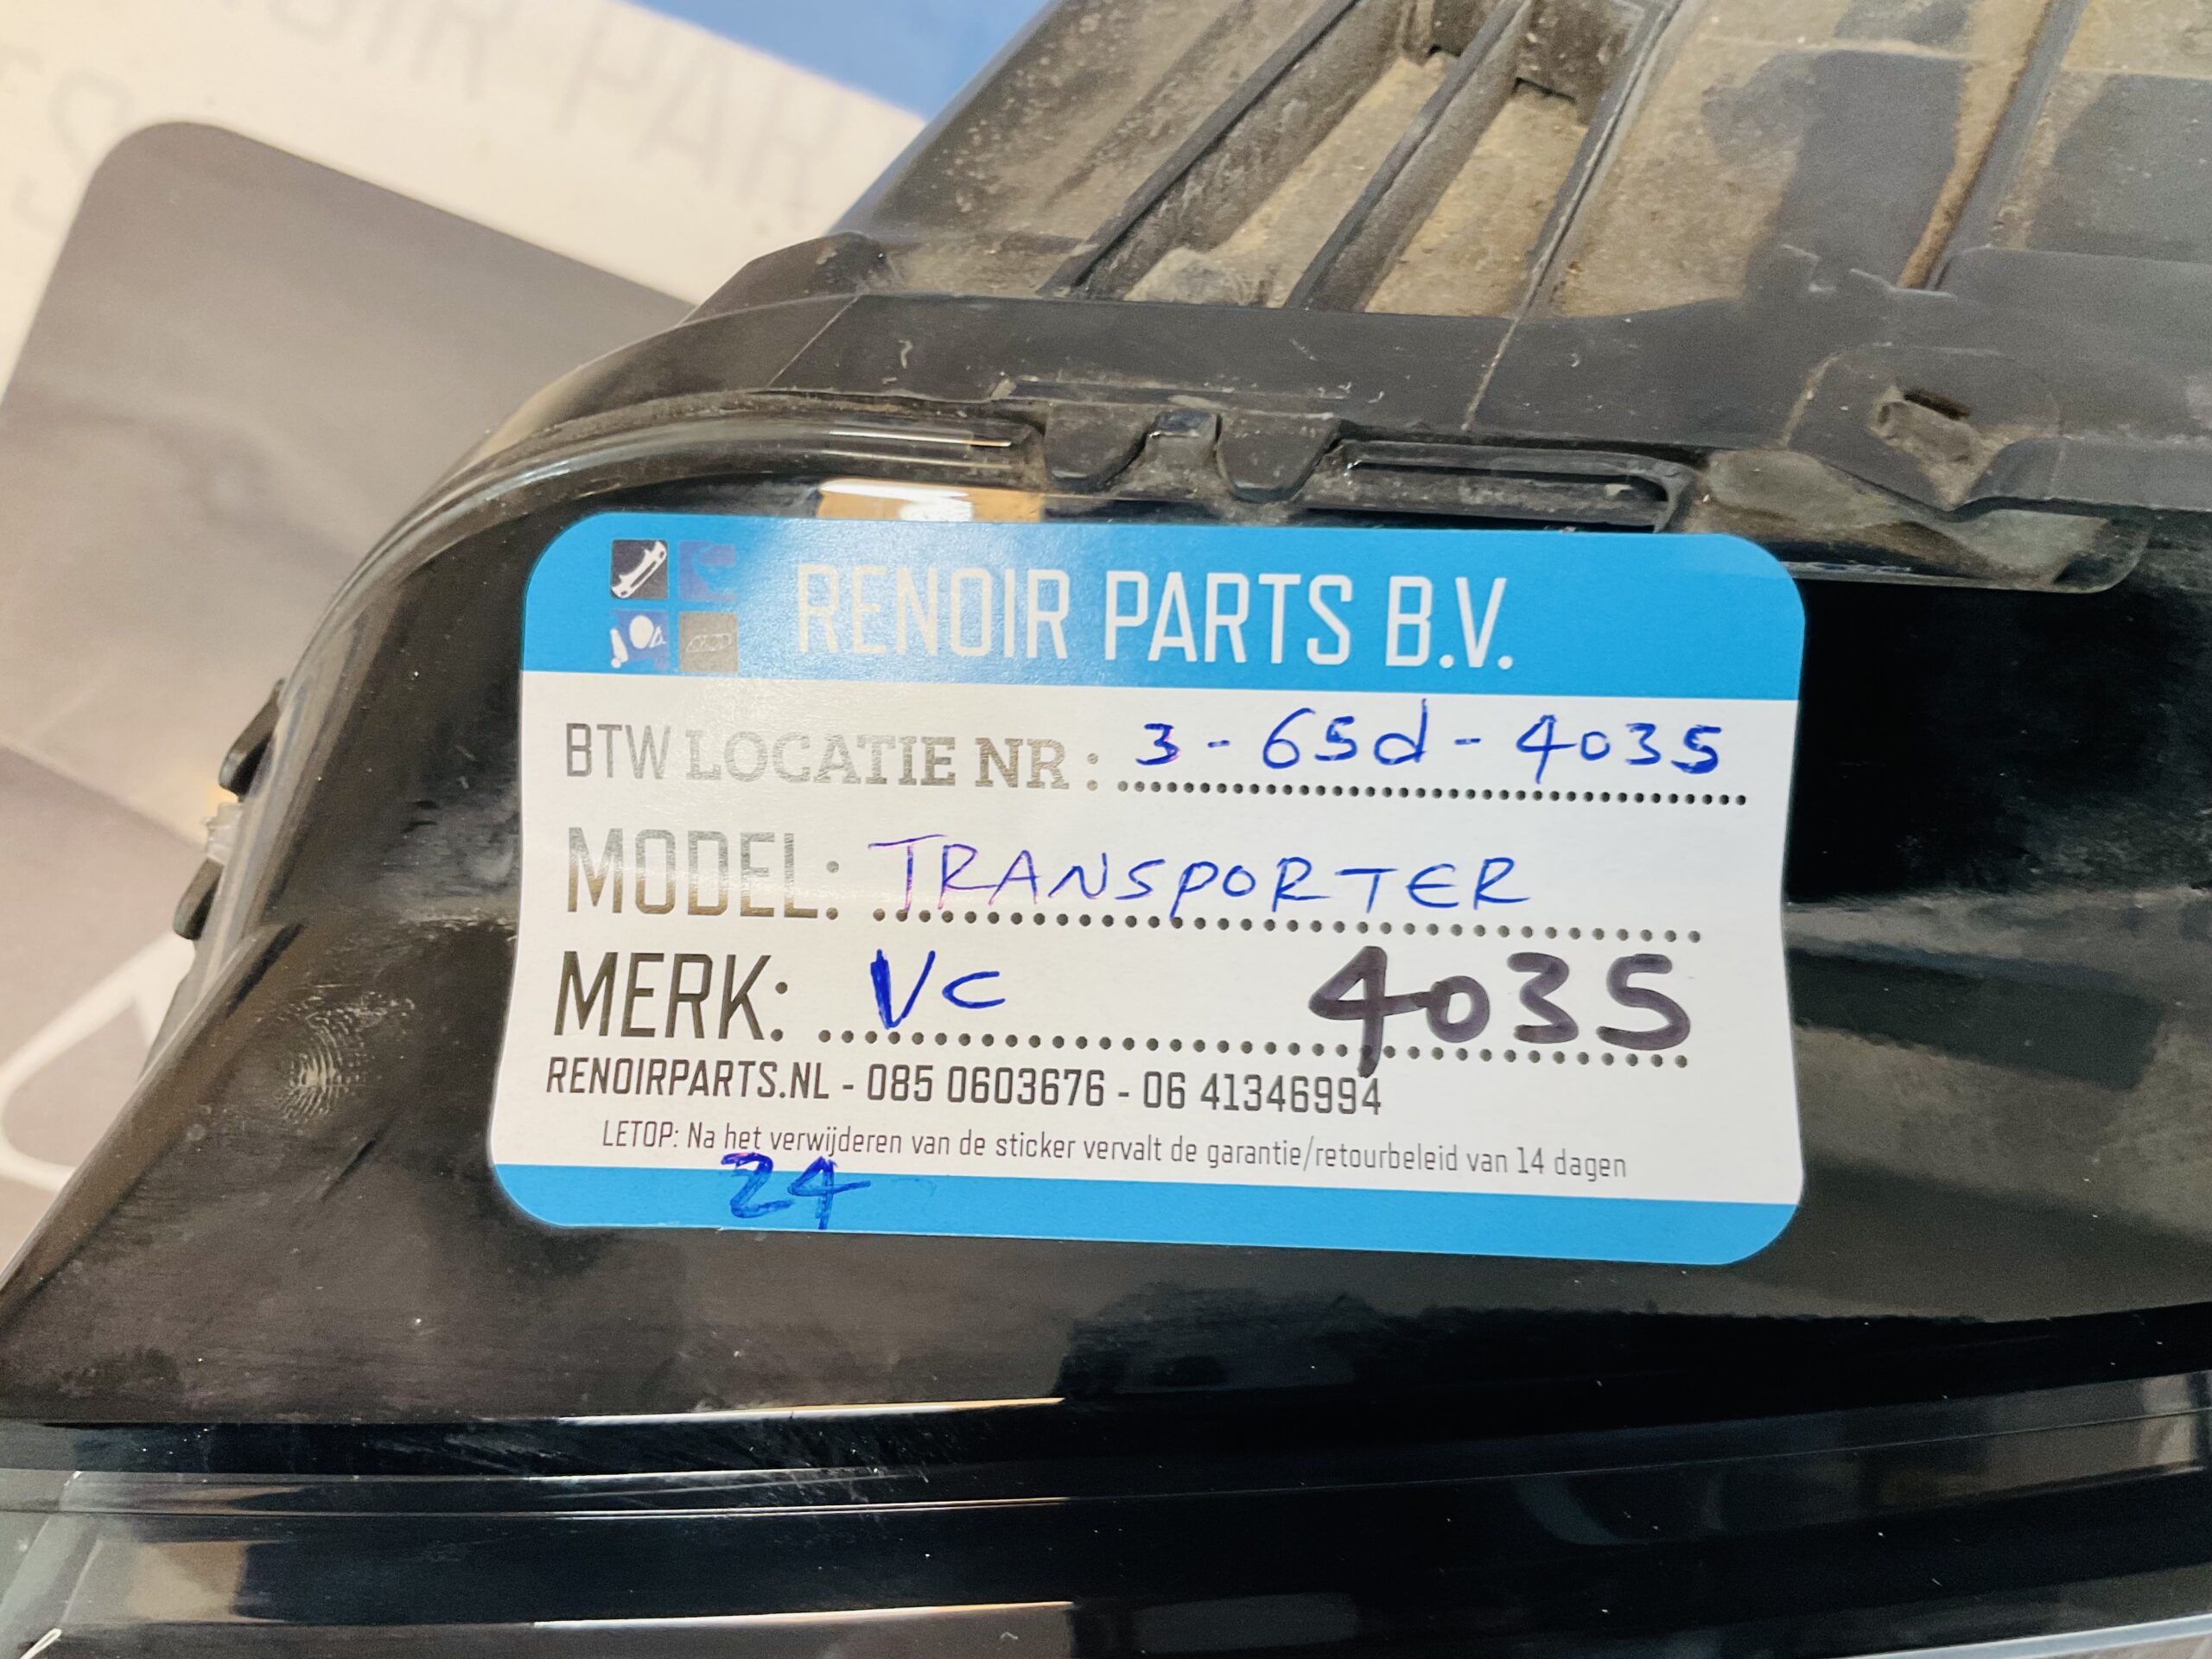 RENOIR PARTS B.V.
BTW LOCATIE NR : 3-65d-4035
MODEL: TRANSPORTER
MERK: Vc 4035
RENOIRPARTS.NL - 085 0603676 - 06 41346994
LETOP: Na het verwijderen van de sticker vervalt de garantie/retourbeleid van 14 dagen
24